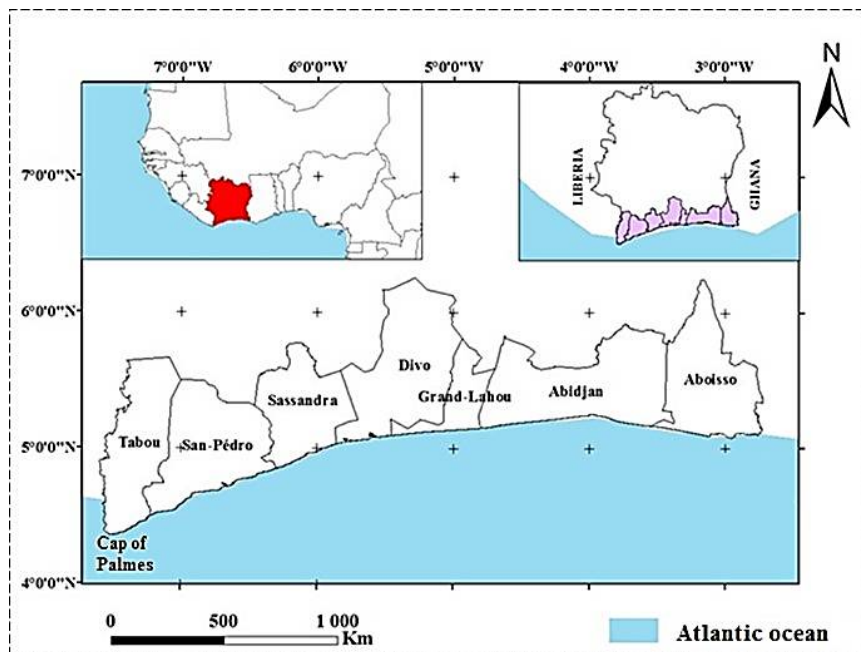 N
7°0'0"W 6°0'0"W 5°0'0"W 4°0'0"W 3°0'0"W
7°0'0"N
LIBERIA
GHANA
6°0'0"N
Divo
Sassandra
Grand-Lahou
Abidjan
Aboisso
Tabou
San-Pédro
5°0'0"N
Cap of
Palmes
4°0'0"N
0 500 1 000
Km
Atlantic ocean